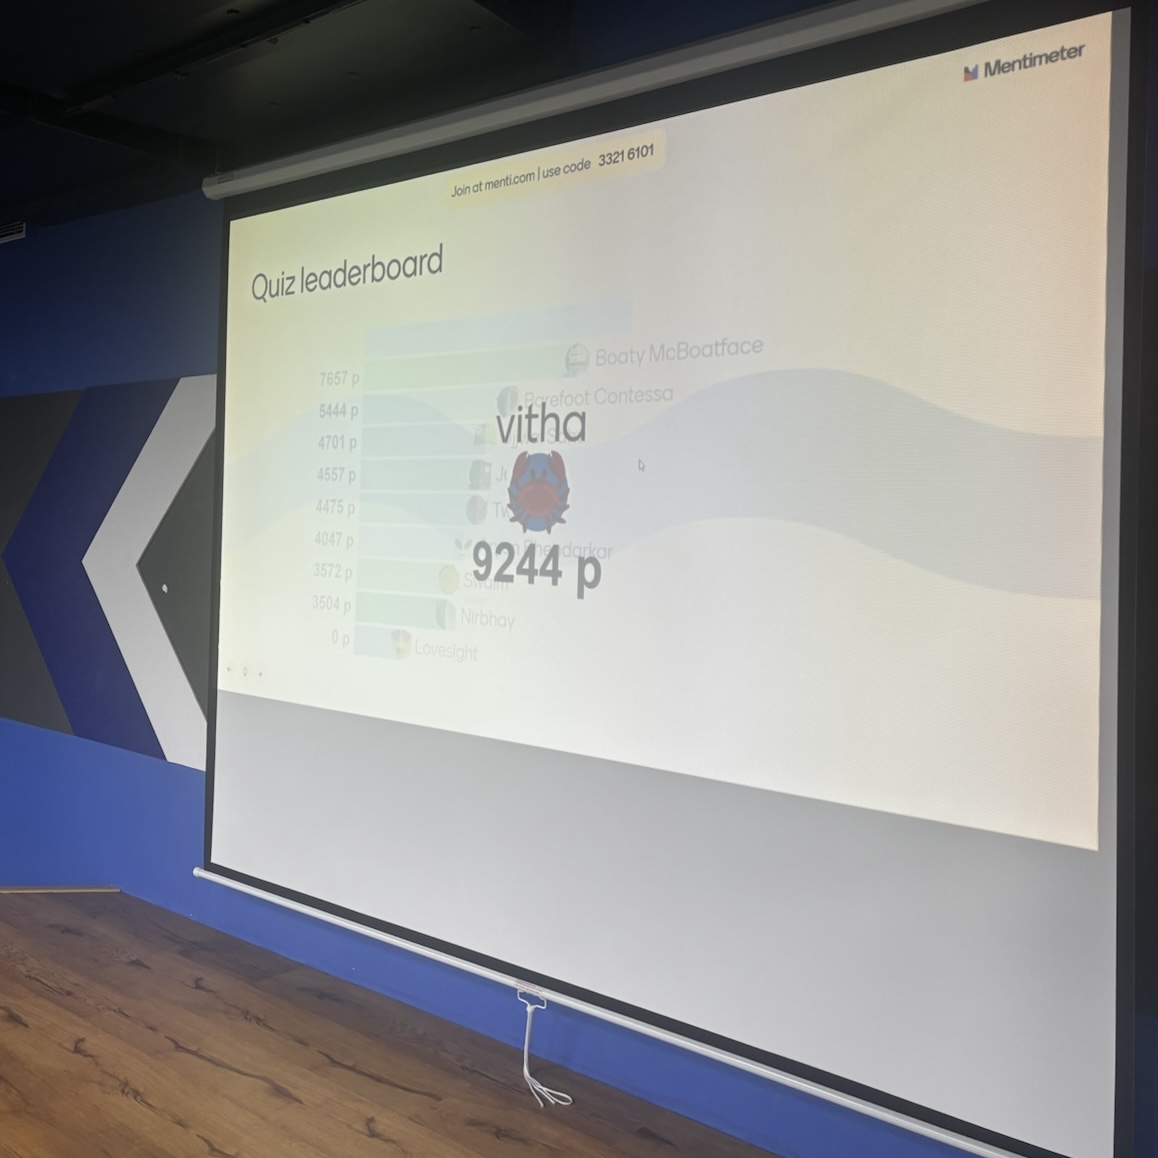 Mentimeter
Join at menti.com | use code 3321 6101
Quiz leaderboard
7657 p Boaty McBoatface
5444 p Barefoot Contessa
vitha
4701 p
4557 p
4475 p
4047 p
9244 p
3572 p
3504 p Nirbhay
0 p Lovesight